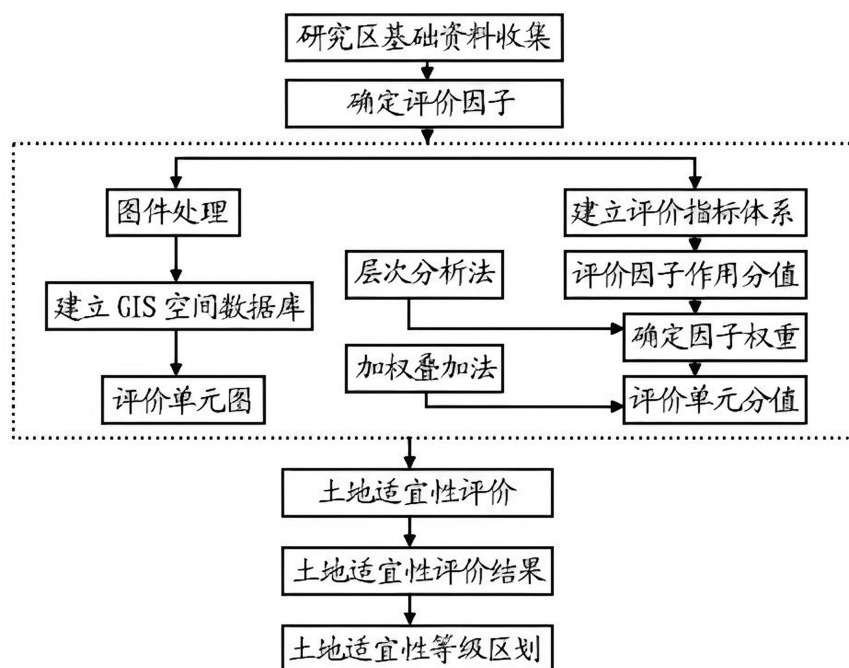 研究区基础资料收集
确定评价因子
图件处理
建立GIS空间数据库
评价单元图
建立评价指标体系
层次分析法
评价因子作用分值
确定因子权重
加权叠加法
评价单元分值
土地适宜性评价
土地适宜性评价结果
土地适宜性等级区划